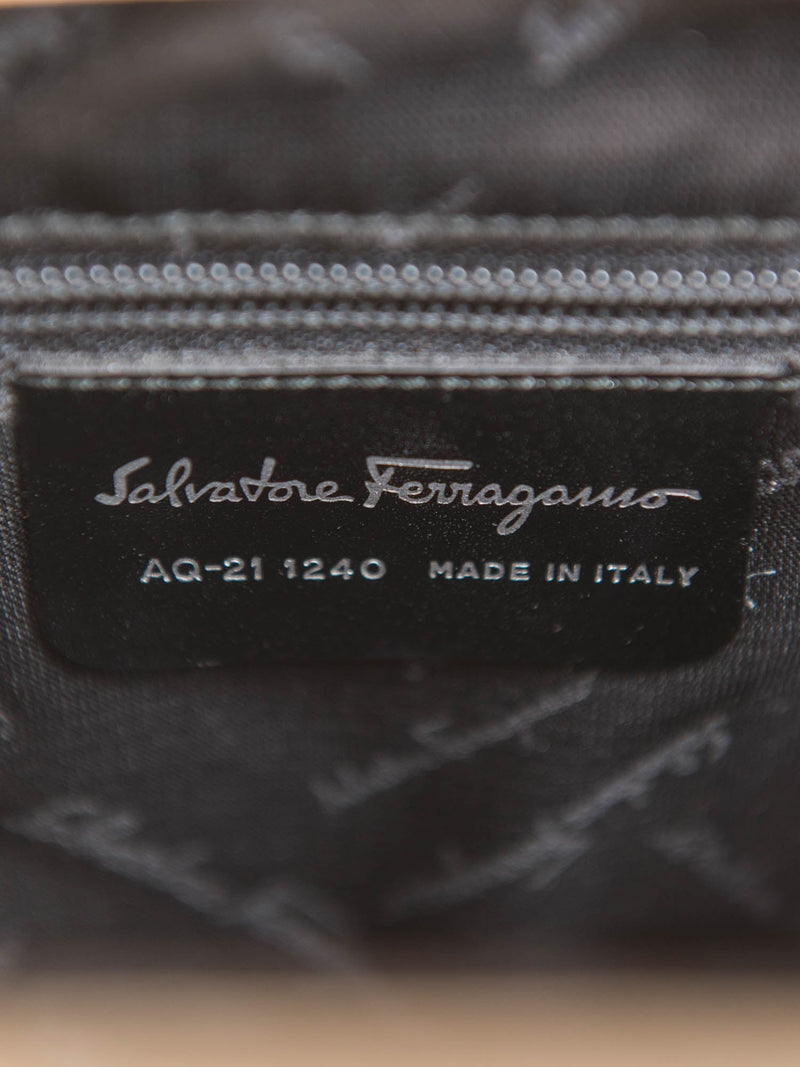 Salvatore Ferragamo
AQ-21 1240 MADE IN ITALY